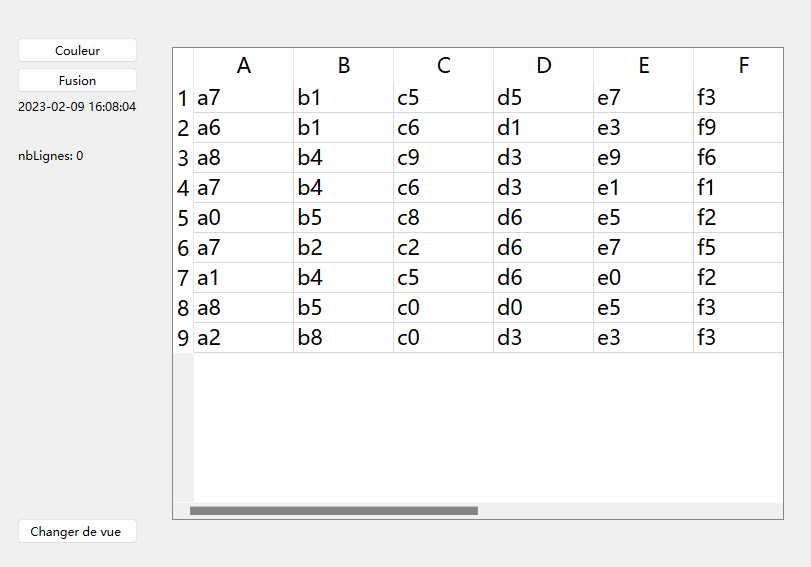 Couleur
Fusion
2023-02-09 16:08:04
nbLignes: 0
A B C D E F
1 a7 b1 c5 d5 e7 f3
2 a6 b1 c6 d1 e3 f9
3 a8 b4 c9 d3 e9 f6
4 a7 b4 c6 d3 e1 f1
5 a0 b5 c8 d6 e5 f2
6 a7 b2 c2 d6 e7 f5
7 a1 b4 c5 d6 e0 f2
8 a8 b5 c0 d0 e5 f3
9 a2 b8 c0 d3 e3 f3
Changer de vue